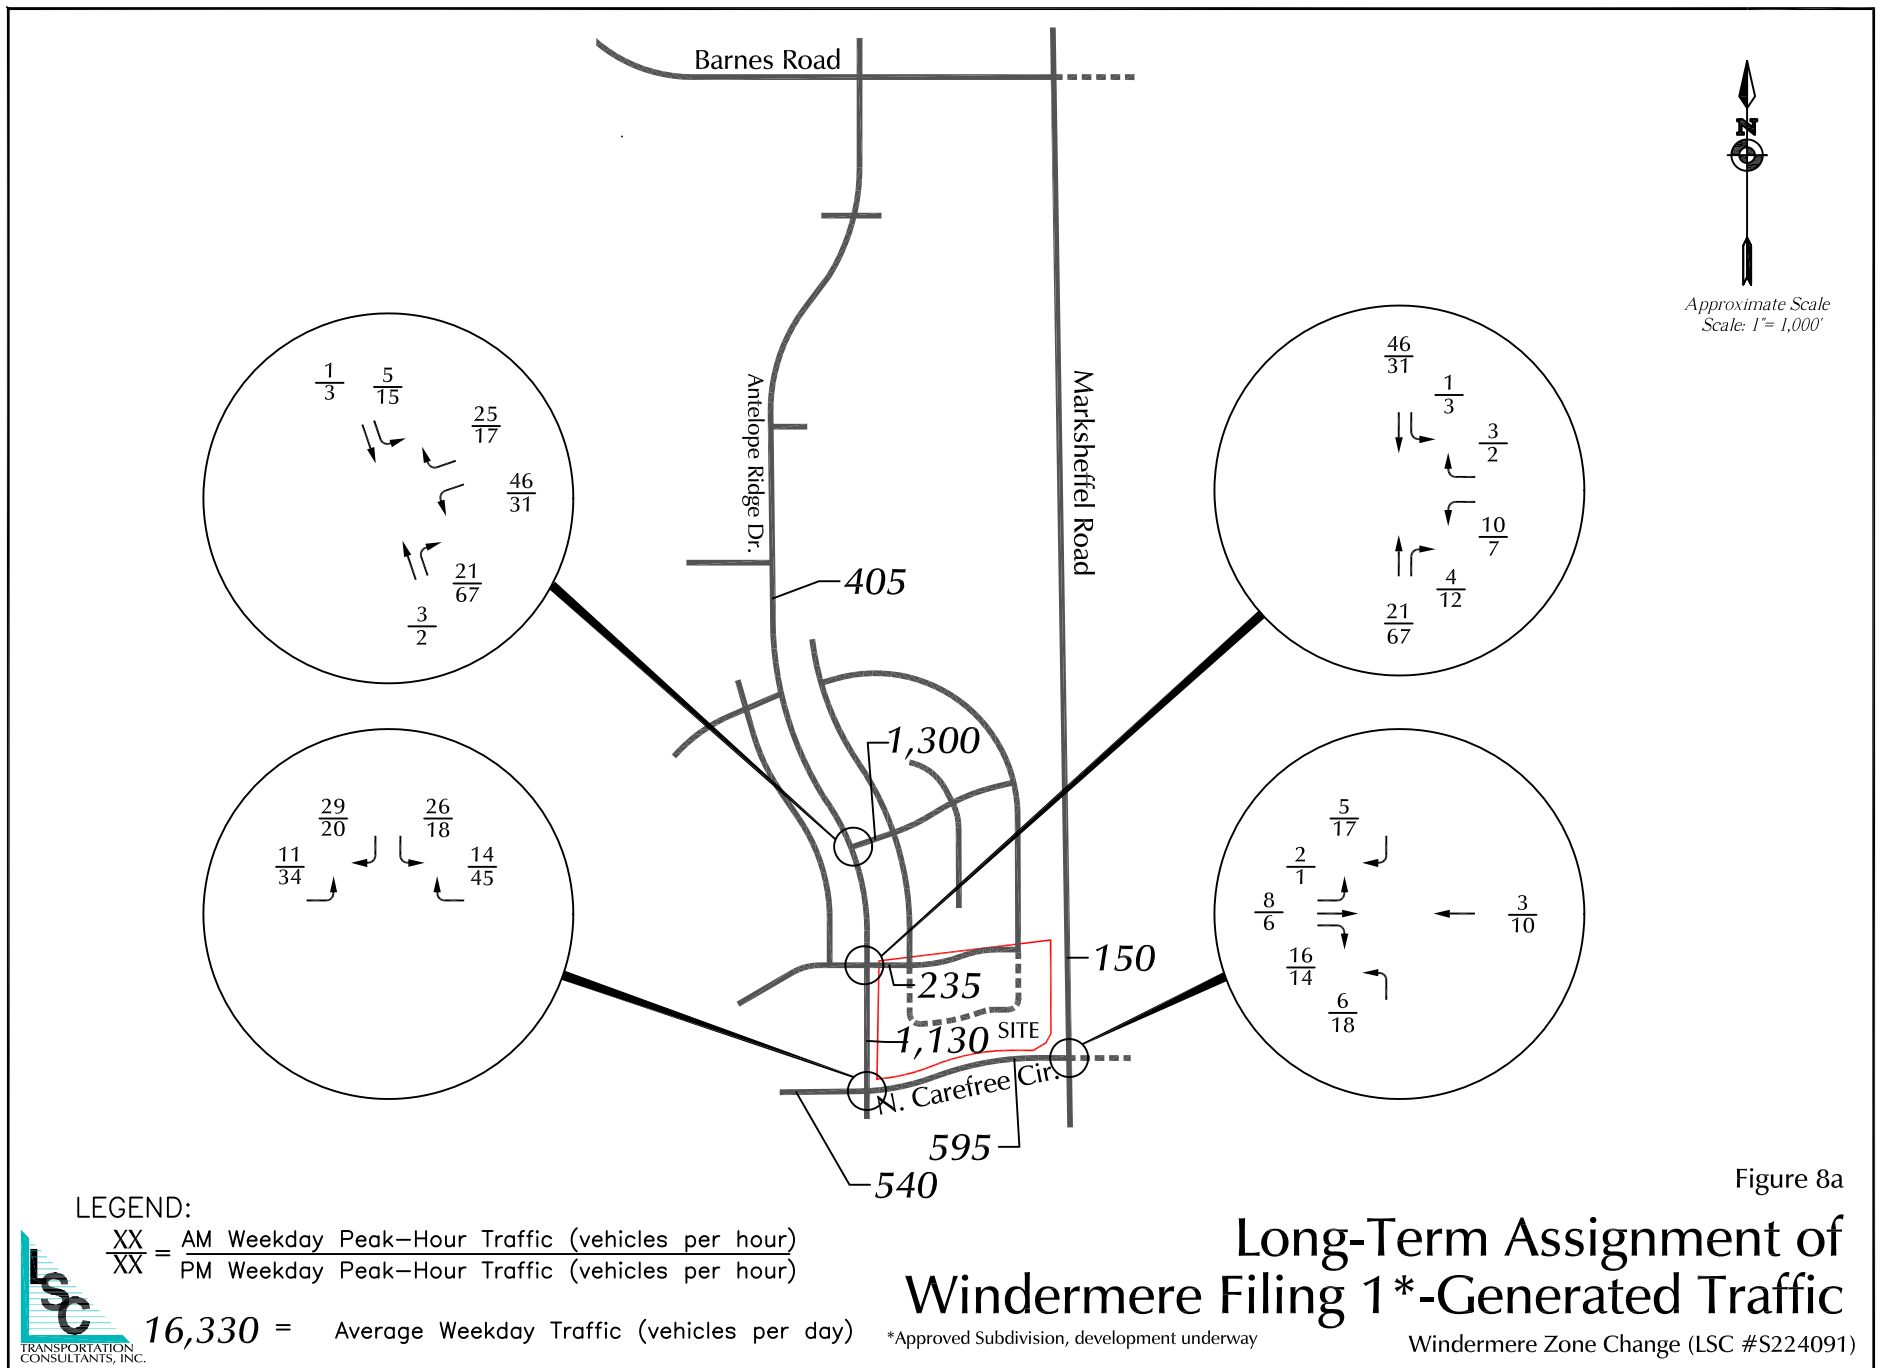 Barnes Road
N
Approximate Scale
Scale: 1"= 1,000'
Antelope Ridge Dr.
Marksheffel Road
1
3
5
15
25
17
46
31
21
67
3
2
46
31
1
3
3
2
10
7
4
12
21
67
405
1,300
29
20
26
18
11
34
14
45
5
17
2
1
8
6
3
10
16
14
6
18
150
235
1,130
SITE
N. Carefree Cir.
595
540
Figure 8a
LEGEND:
XX = AM Weekday Peak-Hour Traffic (vehicles per hour)
XX PM Weekday Peak-Hour Traffic (vehicles per hour)
16,330 = Average Weekday Traffic (vehicles per day)
LSC
TRANSPORTATION
CONSULTANTS, INC.
Long-Term Assignment of
Windermere Filing 1*-Generated Traffic
*Approved Subdivision, development underway
Windermere Zone Change (LSC #S224091)